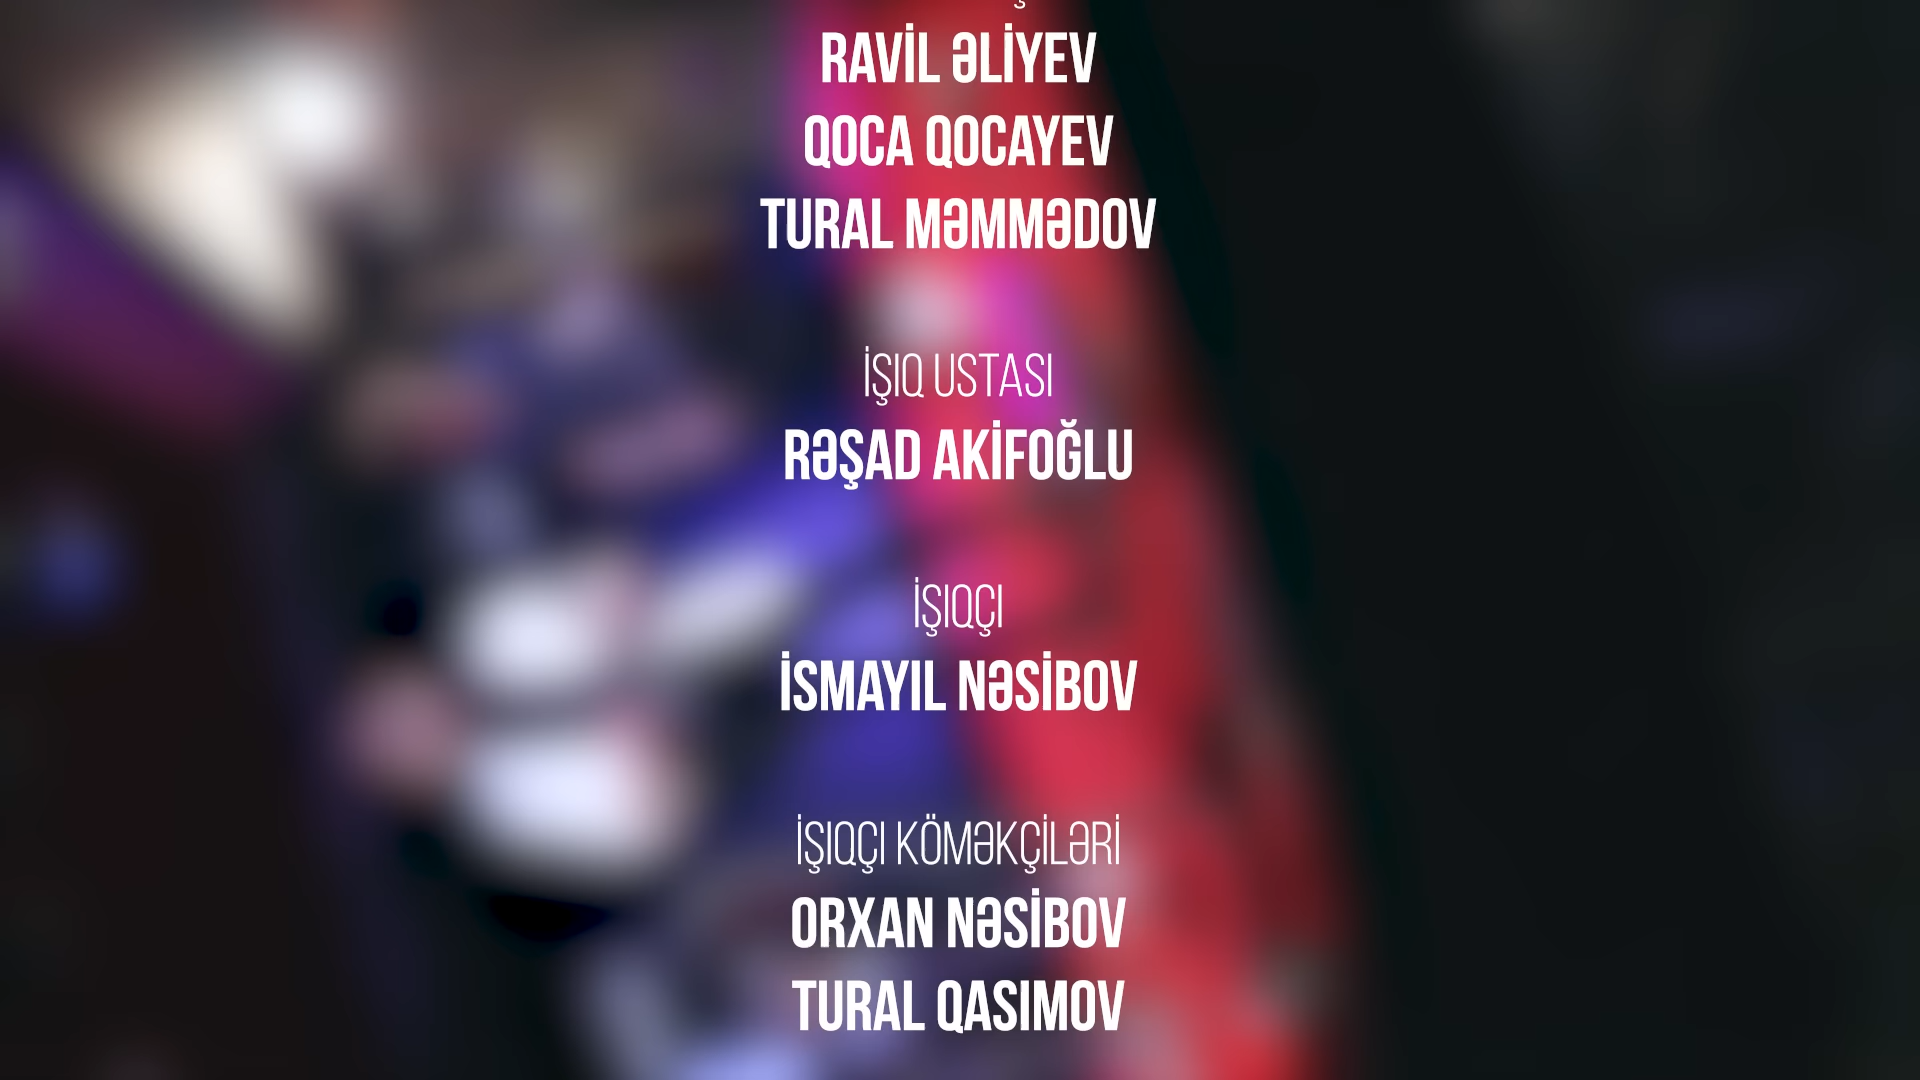 RAVİL ƏLİYEV
QOCA QOCAYEV
TURAL MƏMMƏDOV
İŞIQ USTASI
RƏŞAD AKİFOĞLU
İŞIQÇI
İSMAYIL NƏSİBOV
İŞIQÇI KÖMƏKÇİLƏRİ
ORXAN NƏSİBOV
TURAL QASIMOV